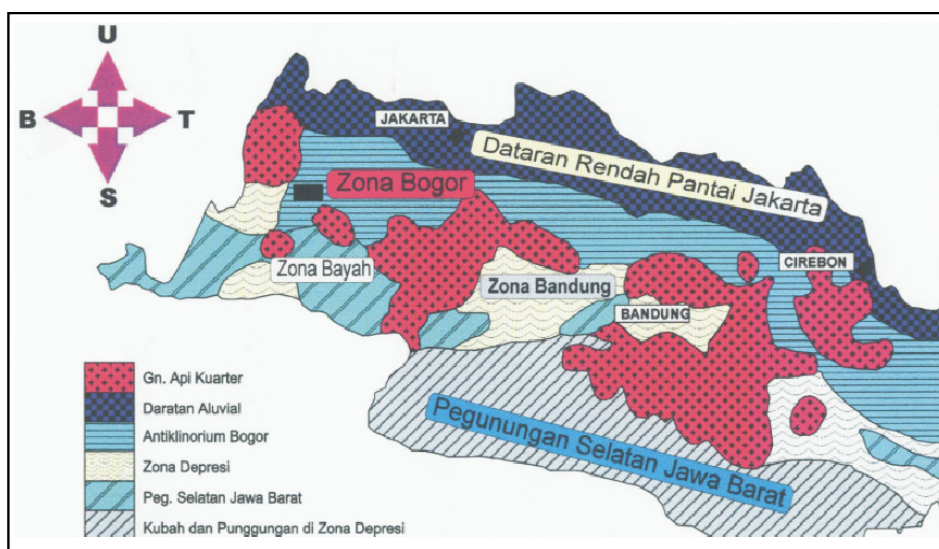 U
B
T
S
JAKARTA
Dataran Rendah Pantai Jakarta
Zona Bogor
CIREBON
Zona Bayah
Zona Bandung
BANDUNG
Pegunungan Selatan Jawa Barat
Gn. Api Kuarter
Daratan Aluvial
Antiklinorium Bogor
Zona Depresi
Peg. Selatan Jawa Barat
Kubah dan Punggungan di Zona Depresi